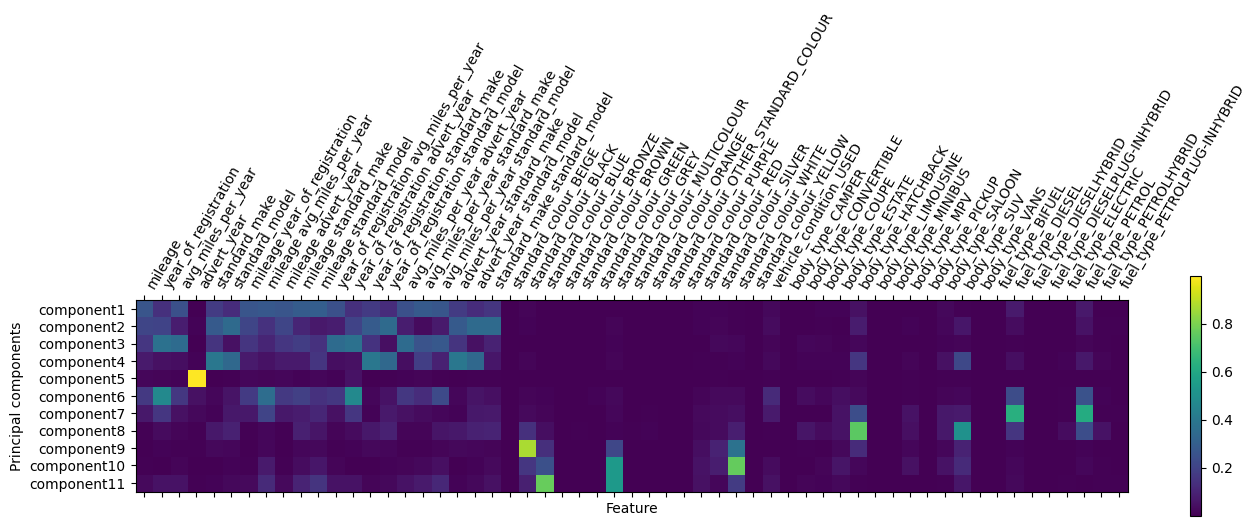 mileage
year_of_registration
avg_miles_per_year
advert_year
standard_make
standard_model
mileage year_of_registration
mileage avg_miles_per_year
mileage advert_year
mileage standard_make
mileage standard_model
year_of_registration avg_miles_per_year
year_of_registration advert_year
year_of_registration standard_make
year_of_registration standard_model
avg_miles_per_year advert_year
avg_miles_per_year standard_make
avg_miles_per_year standard_model
advert_year standard_make
advert_year standard_model
standard_make standard_model
standard_colour_BEIGE
standard_colour_BLACK
standard_colour_BLUE
standard_colour_BRONZE
standard_colour_BROWN
standard_colour_GREEN
standard_colour_GREY
standard_colour_MULTICOLOUR
standard_colour_ORANGE
standard_colour_OTHER_STANDARD_COLOUR
standard_colour_PURPLE
standard_colour_RED
standard_colour_SILVER
standard_colour_WHITE
standard_colour_YELLOW
vehicle_condition_USED
body_type_CAMPER
body_type_CONVERTIBLE
body_type_COUPE
body_type_ESTATE
body_type_HATCHBACK
body_type_LIMOUSINE
body_type_MINIBUS
body_type_MPV
body_type_PICKUP
body_type_SALOON
body_type_SUV
body_type_VANS
fuel_type_BIFUEL
fuel_type_DIESEL
fuel_type_DIESELHYBRID
fuel_type_DIESELPLUG-INHYBRID
fuel_type_ELECTRIC
fuel_type_PETROL
fuel_type_PETROLHYBRID
fuel_type_PETROLPLUG-INHYBRID
Principal components
component1
component2
component3
component4
component5
component6
component7
component8
component9
component10
component11
Feature
0.8
0.6
0.4
0.2